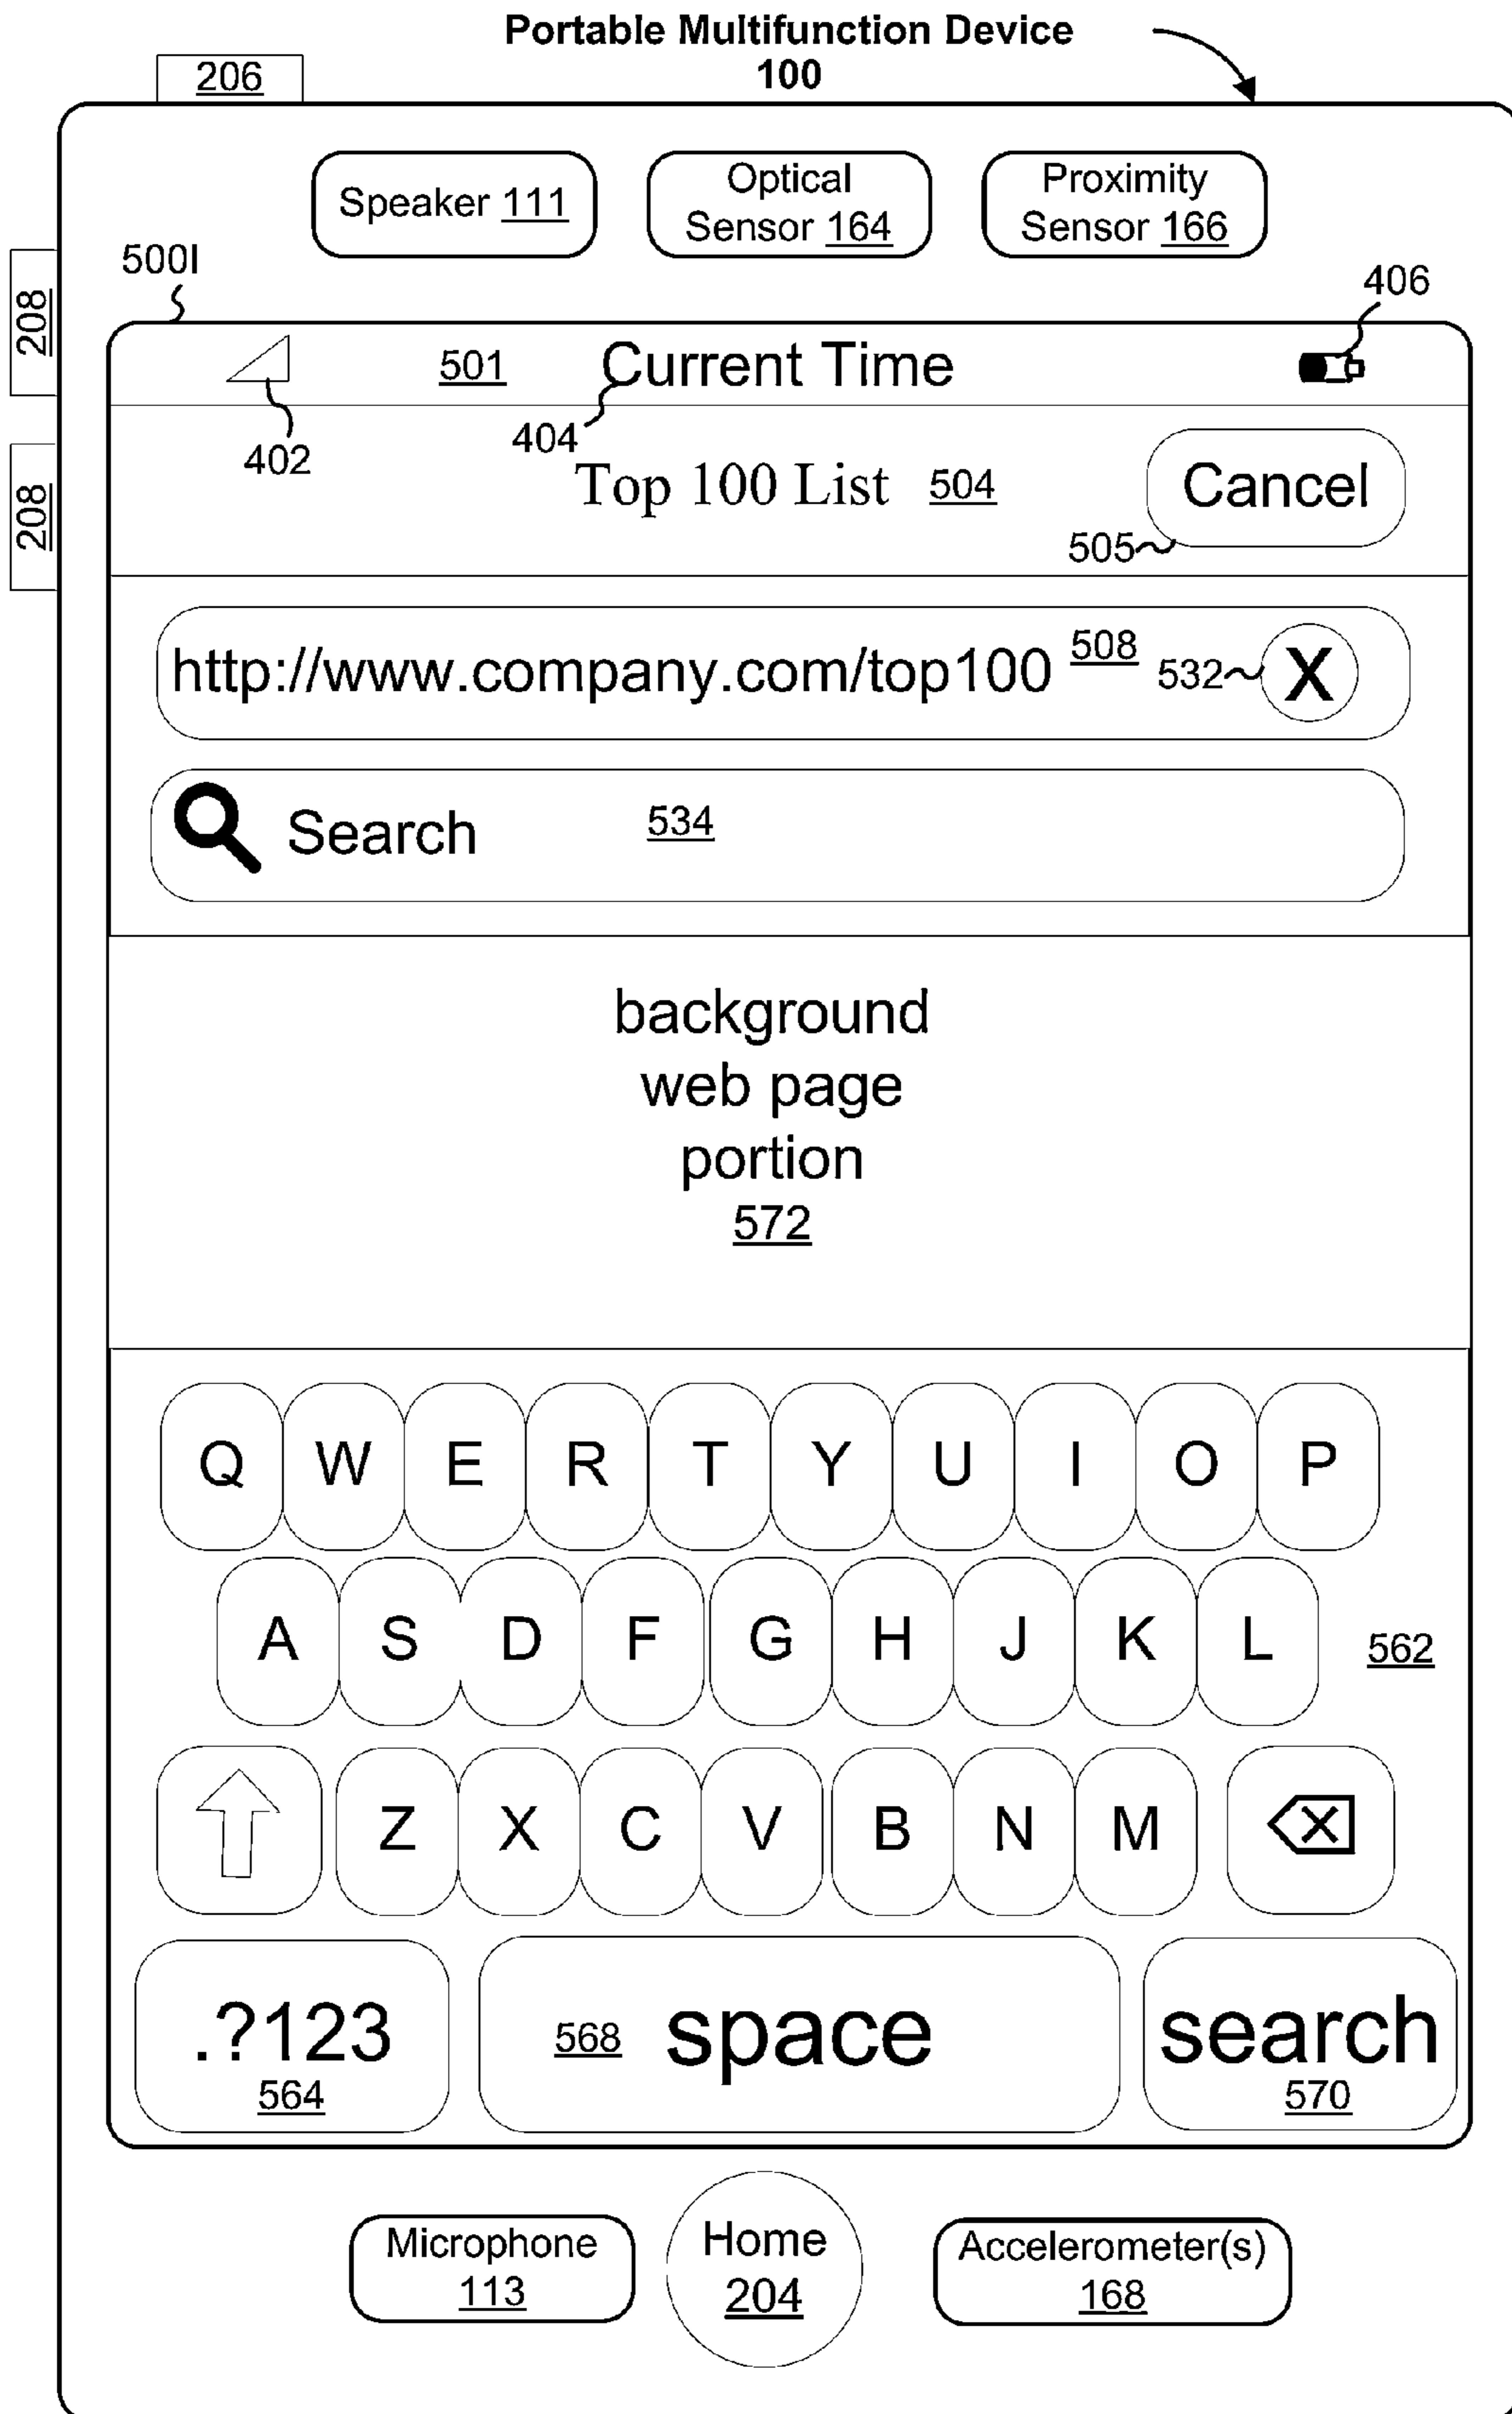 Portable Multifunction Device
100
206
Speaker 111
Optical
Sensor 164
Proximity
Sensor 166
208
208
500I
406
501
Current Time
402
404
Top 100 List 504
Cancel
505
http://www.company.com/top100 508
532
X
Search 534
background
web page
portion
572
Q W E R T Y U I O P
A S D F G H J K L
562
Z X C V B N M
.?123
564
568 space
search
570
Microphone
113
Home
204
Accelerometer(s)
168